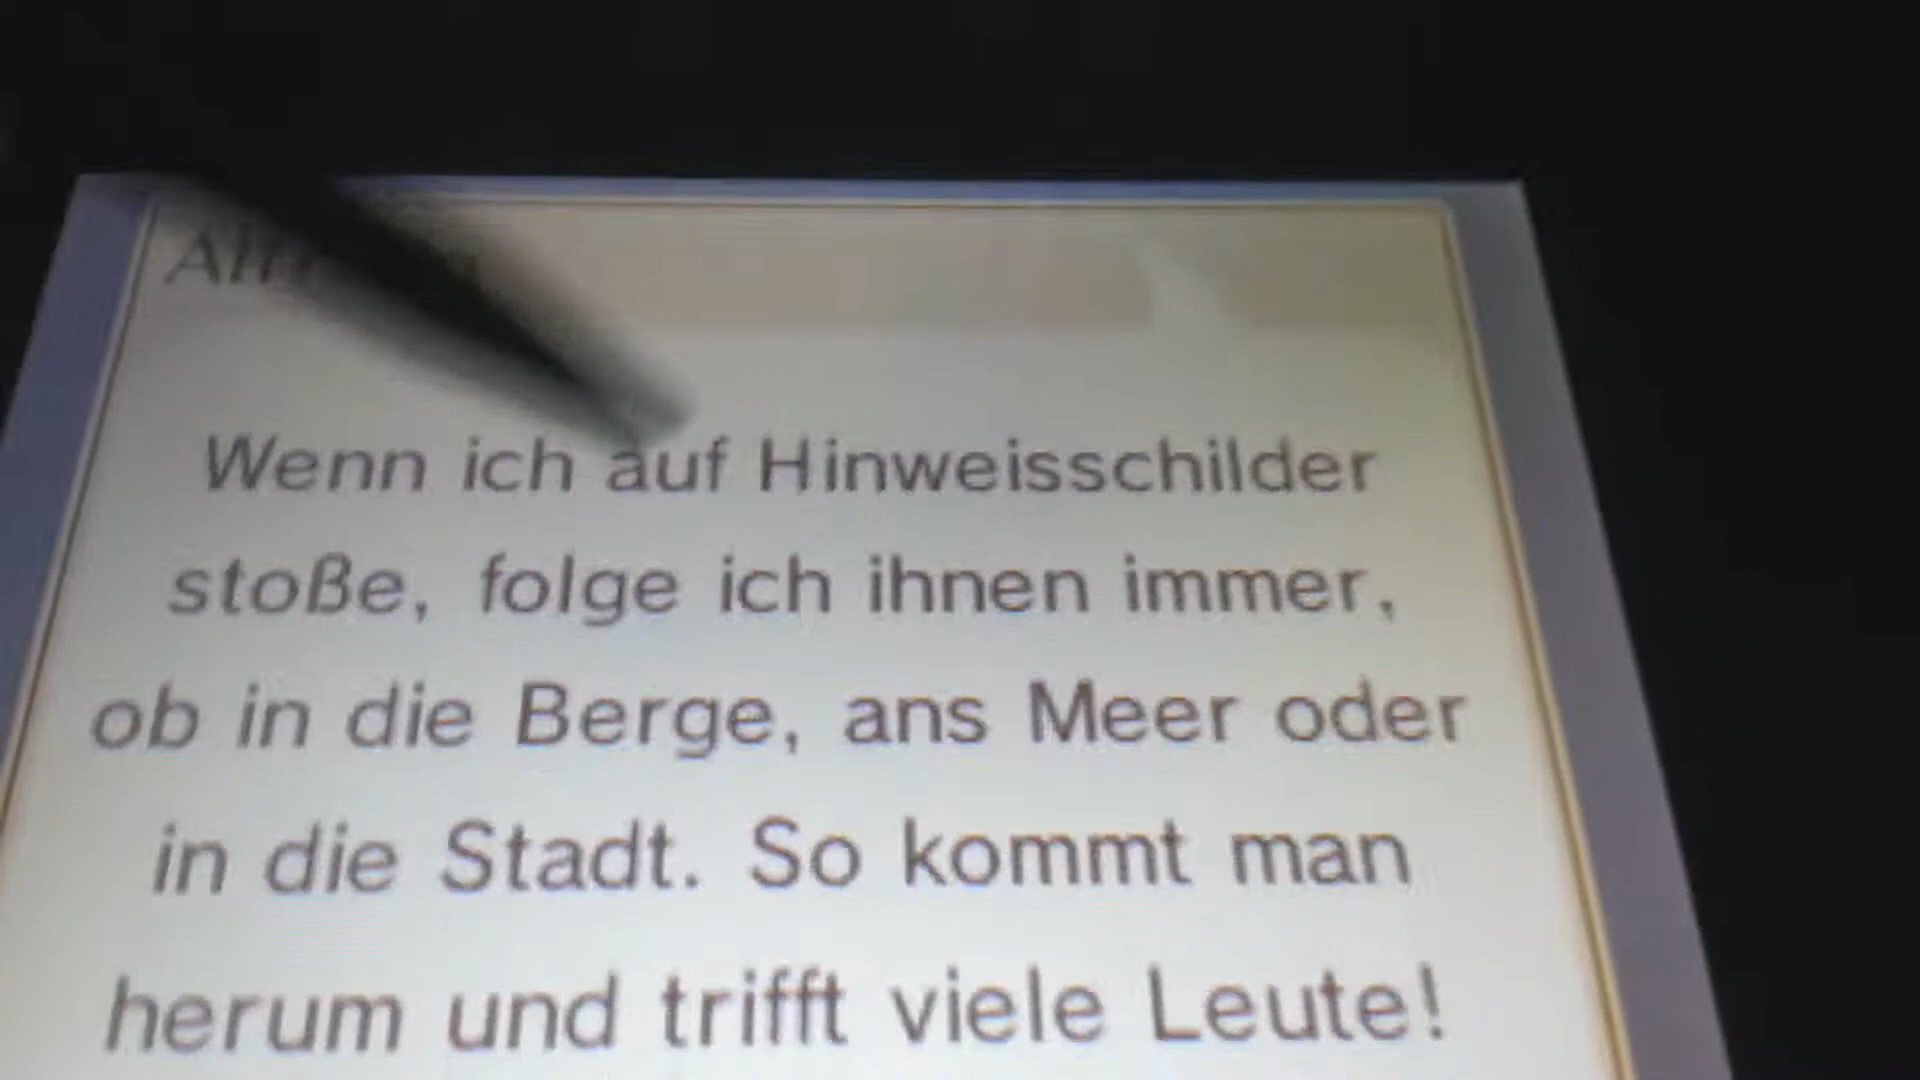 Wenn ich auf Hinweisschilder
stoße, folge ich ihnen immer,
ob in die Berge, ans Meer oder
in die Stadt. So kommt man
herum und trifft viele Leute!